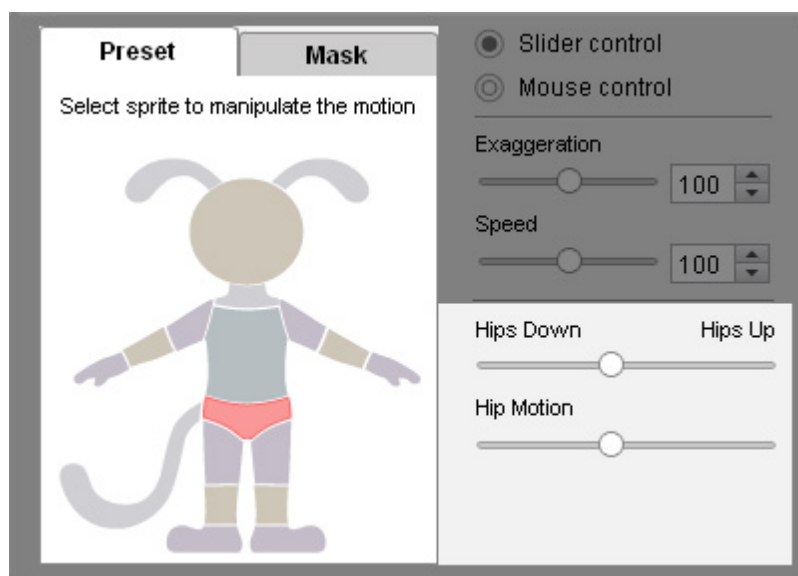 Preset
Mask
Select sprite to manipulate the motion
Slider control
Mouse control
Exaggeration
100
Speed
100
Hips Down Hips Up
Hip Motion